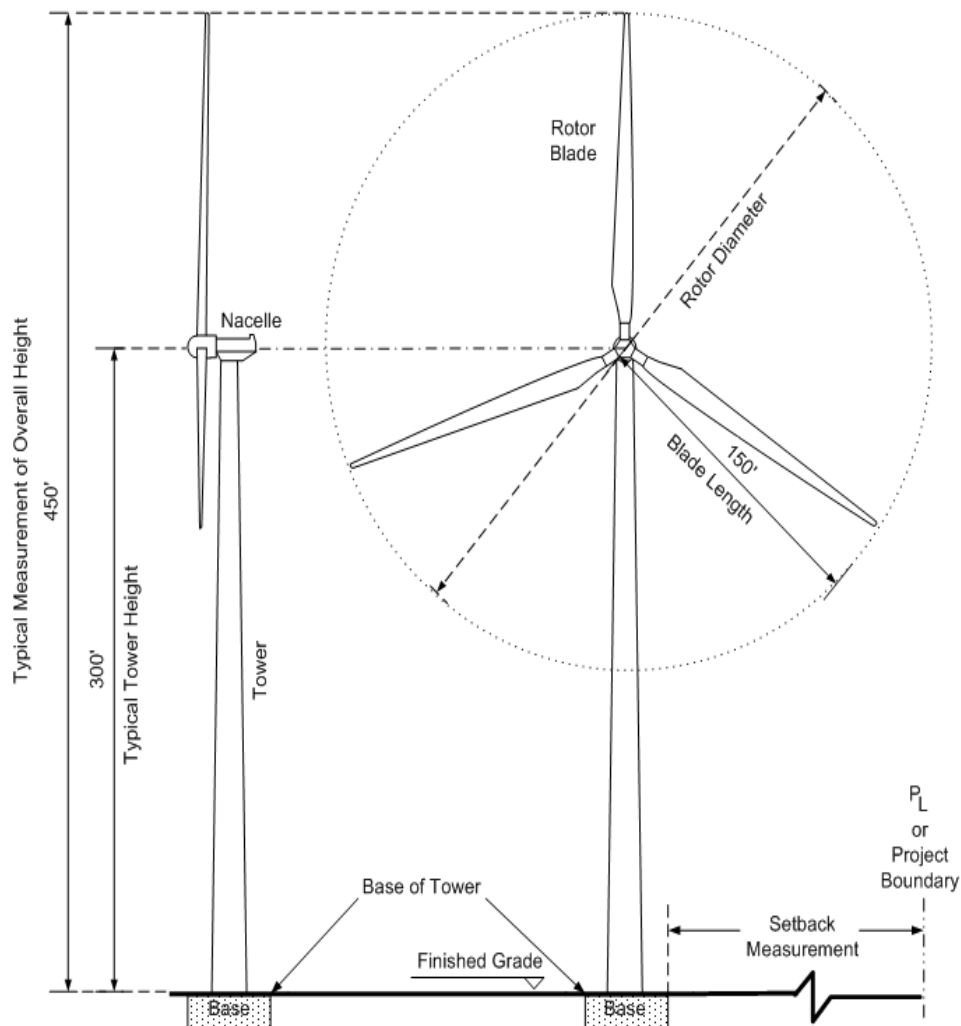 Typical Measurement of Overall Height
450'
300'
Typical Tower Height
Nacelle
Tower
Rotor
Blade
Rotor Diameter
150'
Blade Length
Base of Tower
Finished Grade
Base
Base
Setback
Measurement
PL
or
Project
Boundary